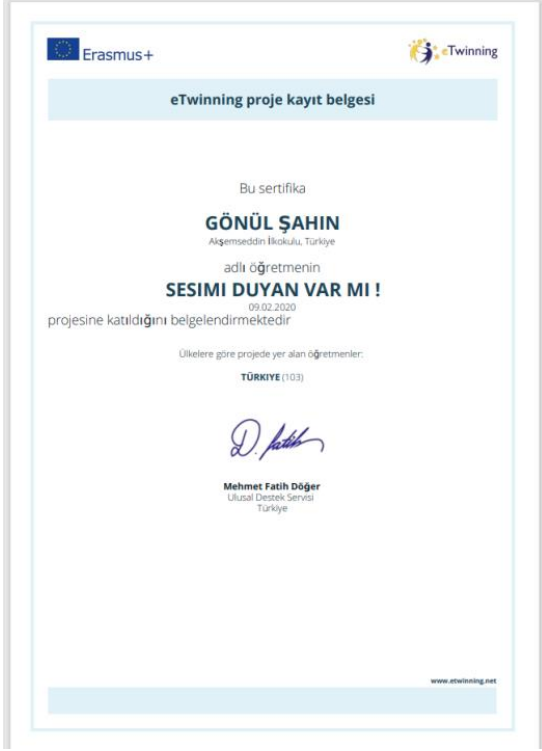 Erasmus+
eTwinning
eTwinning proje kayıt belgesi
Bu sertifika
GÖNÜL ŞAHIN
Akşemseddin İlkokulu, Türkiye
adlı öğretmenin
SESIMI DUYAN VAR MI !
09.02.2020
projesine katıldığını belgelendirmektedir
Ülkelere göre projede yer alan öğretmenler:
TÜRKIYE (103)
D. fatih
Mehmet Fatih Döğer
Ulusal Destek Servisi
Türkiye
www.etwinning.net